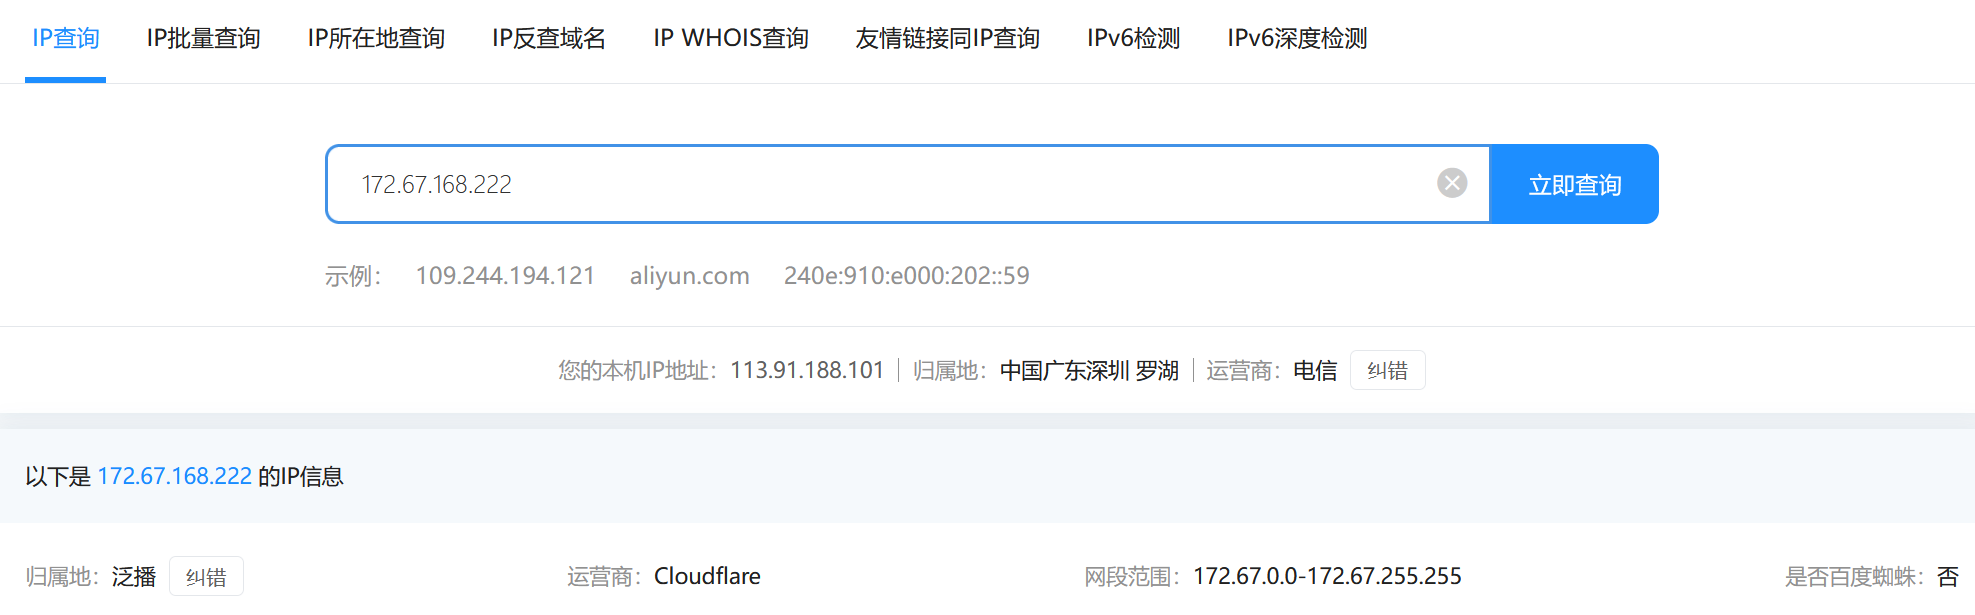 IP查询 IP批量查询 IP所在地查询 IP反查域名 IP WHOIS查询 友情链接同IP查询 IPv6检测 IPv6深度检测
172.67.168.222 立即查询
示例： 109.244.194.121 aliyun.com 240e:910:e000:202::59
您的本机IP地址：113.91.188.101 归属地：中国广东深圳 罗湖 运营商：电信 纠错
以下是 172.67.168.222 的IP信息
归属地：泛播 纠错 运营商：Cloudflare 网段范围：172.67.0.0-172.67.255.255 是否百度蜘蛛：否